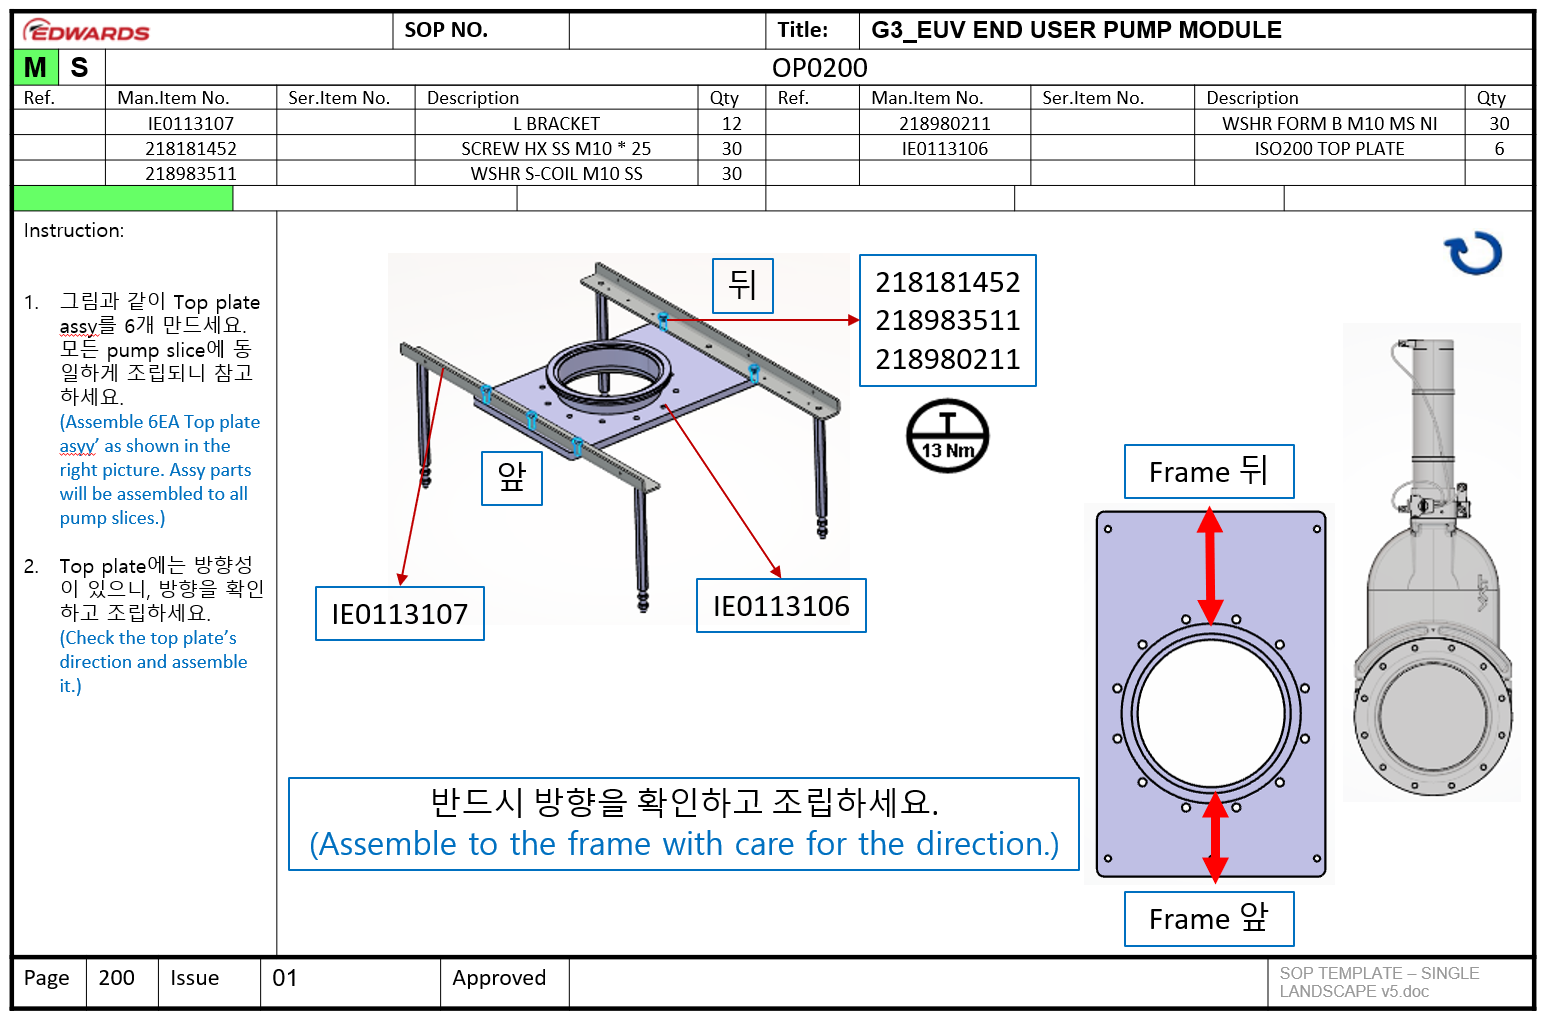 EDWARDS
SOP NO.
Title:
G3_EUV END USER PUMP MODULE
M S
OP0200
Ref. Man.Item No. Ser.Item No. Description Qty Ref. Man.Item No. Ser.Item No. Description Qty
IE0113107 L BRACKET 12 218980211 WSHR FORM B M10 MS NI 30
218181452 SCREW HX SS M10 * 25 30 IE0113106 ISO200 TOP PLATE 6
218983511 WSHR S-COIL M10 SS 30
Instruction:
1. 그림과 같이 Top plate
assy를 6개 만드세요.
모든 pump slice에 동
일하게 조립되니 참고
하세요.
(Assemble 6EA Top plate
asyy’ as shown in the
right picture. Assy parts
will be assembled to all
pump slices.)
2. Top plate에는 방향성
이 있으니, 방향을 확인
하고 조립하세요.
(Check the top plate’s
direction and assemble
it.)
뒤
218181452
218983511
218980211
T
13 Nm
앞
IE0113107
IE0113106
Frame 뒤
VAT
Frame 앞
반드시 방향을 확인하고 조립하세요.
(Assemble to the frame with care for the direction.)
Page 200 Issue 01 Approved
SOP TEMPLATE – SINGLE
LANDSCAPE v5.doc